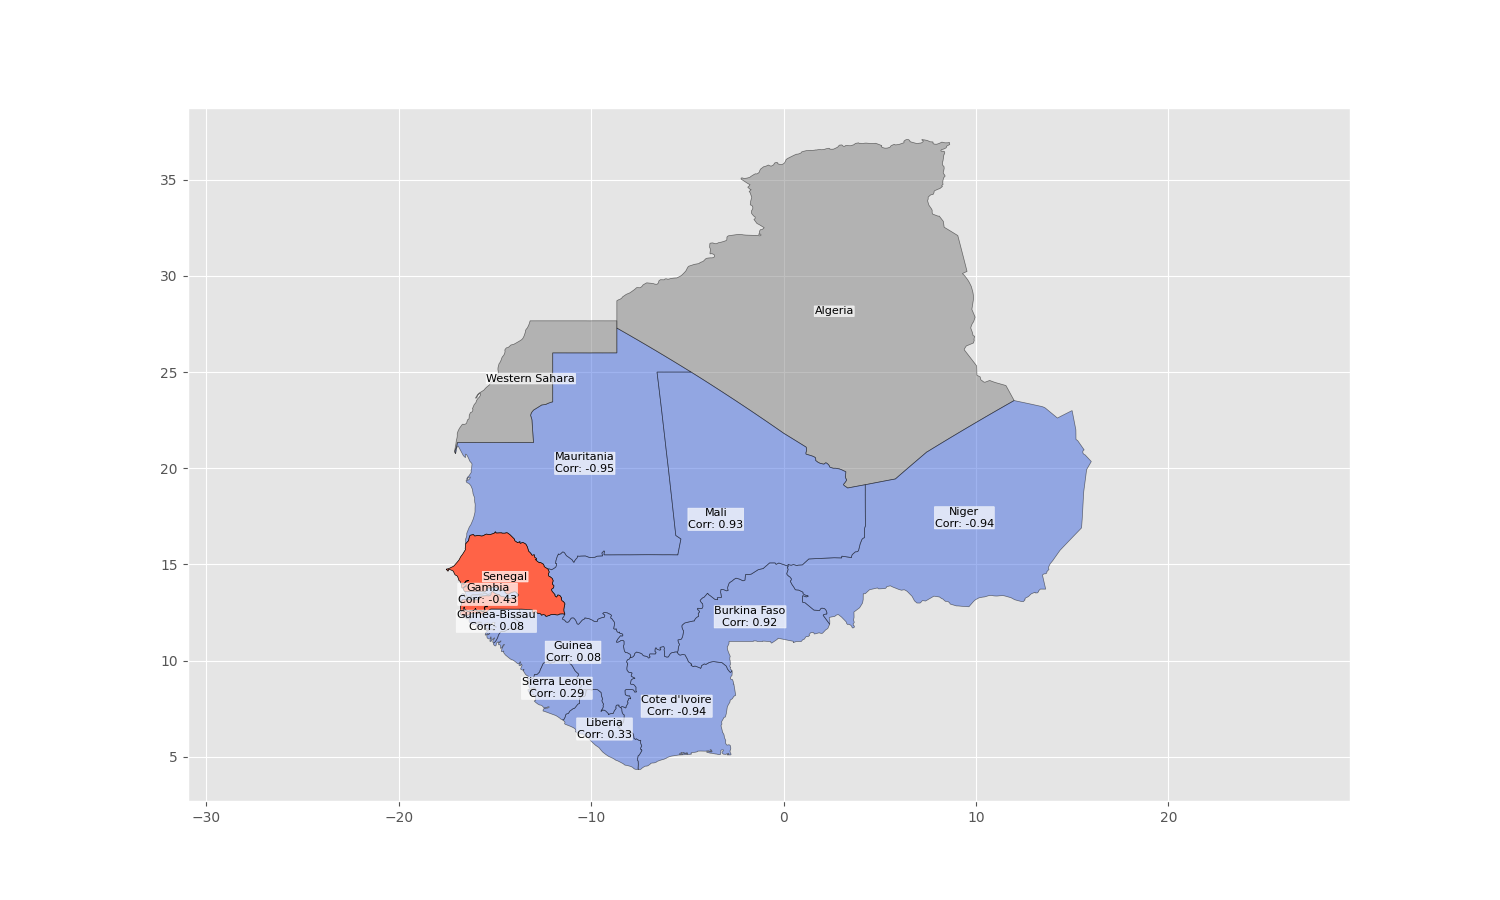 35
30
25
20
15
10
5
Algeria
Western Sahara
Mauritania
Corr: -0.95
Mali
Corr: 0.93
Niger
Corr: -0.94
Senegal
Gambia
Corr: -0.43
Guinea-Bissau
Corr: 0.08
Burkina Faso
Corr: 0.92
Guinea
Corr: 0.08
Sierra Leone
Corr: 0.29
Cote d'Ivoire
Corr: -0.94
Liberia
Corr: 0.33
−30
−20
−10
0
10
20